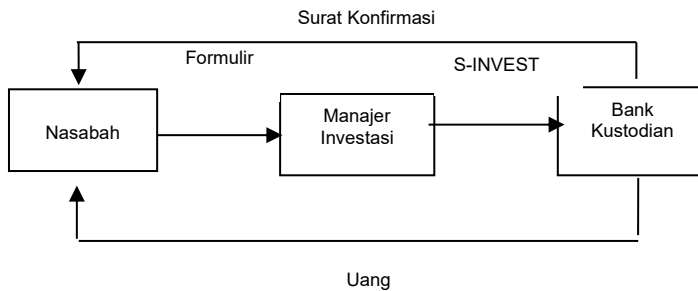 Surat Konfirmasi
Formulir
S-INVEST
Nasabah
Manajer
Investasi
Bank
Kustodian
Uang